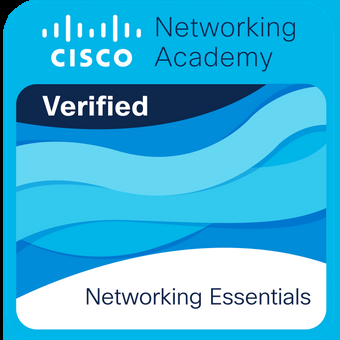 CISCO
Networking
Academy
Verified
Networking Essentials